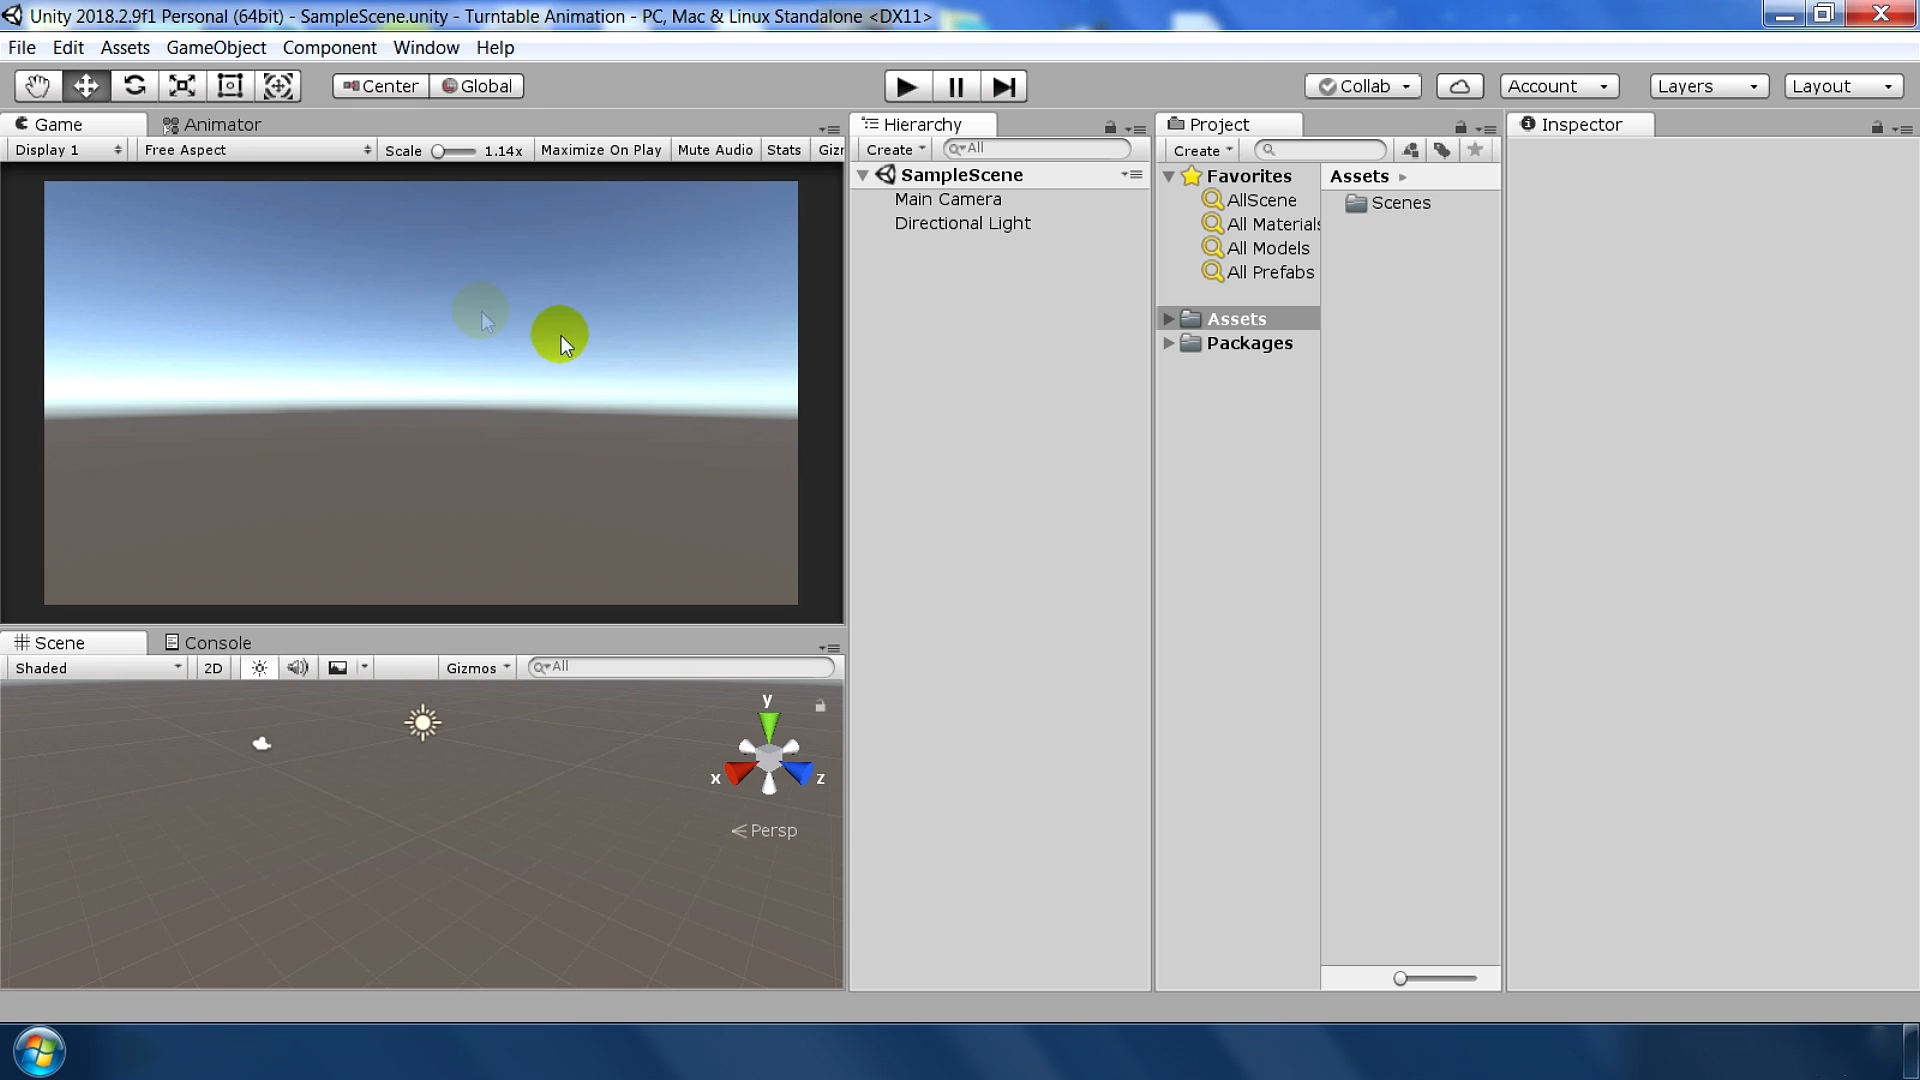 Unity 2018.2.9f1 Personal (64bit) - SampleScene.unity - Turntable Animation - PC, Mac & Linux Standalone <DX11>
File Edit Assets GameObject Component Window Help
Center Global Collab Account Layers Layout
Game Animator
Display 1 Free Aspect Scale 1.14x Maximize On Play Mute Audio Stats Giz
Hierarchy
Create All
SampleScene
Main Camera
Directional Light
Project
Create
Favorites
AllScene
All Materials
All Models
All Prefabs
Assets
Packages
Assets
Scenes
Inspector
Scene Console
Shaded 2D Gizmos All
y
x z
Persp